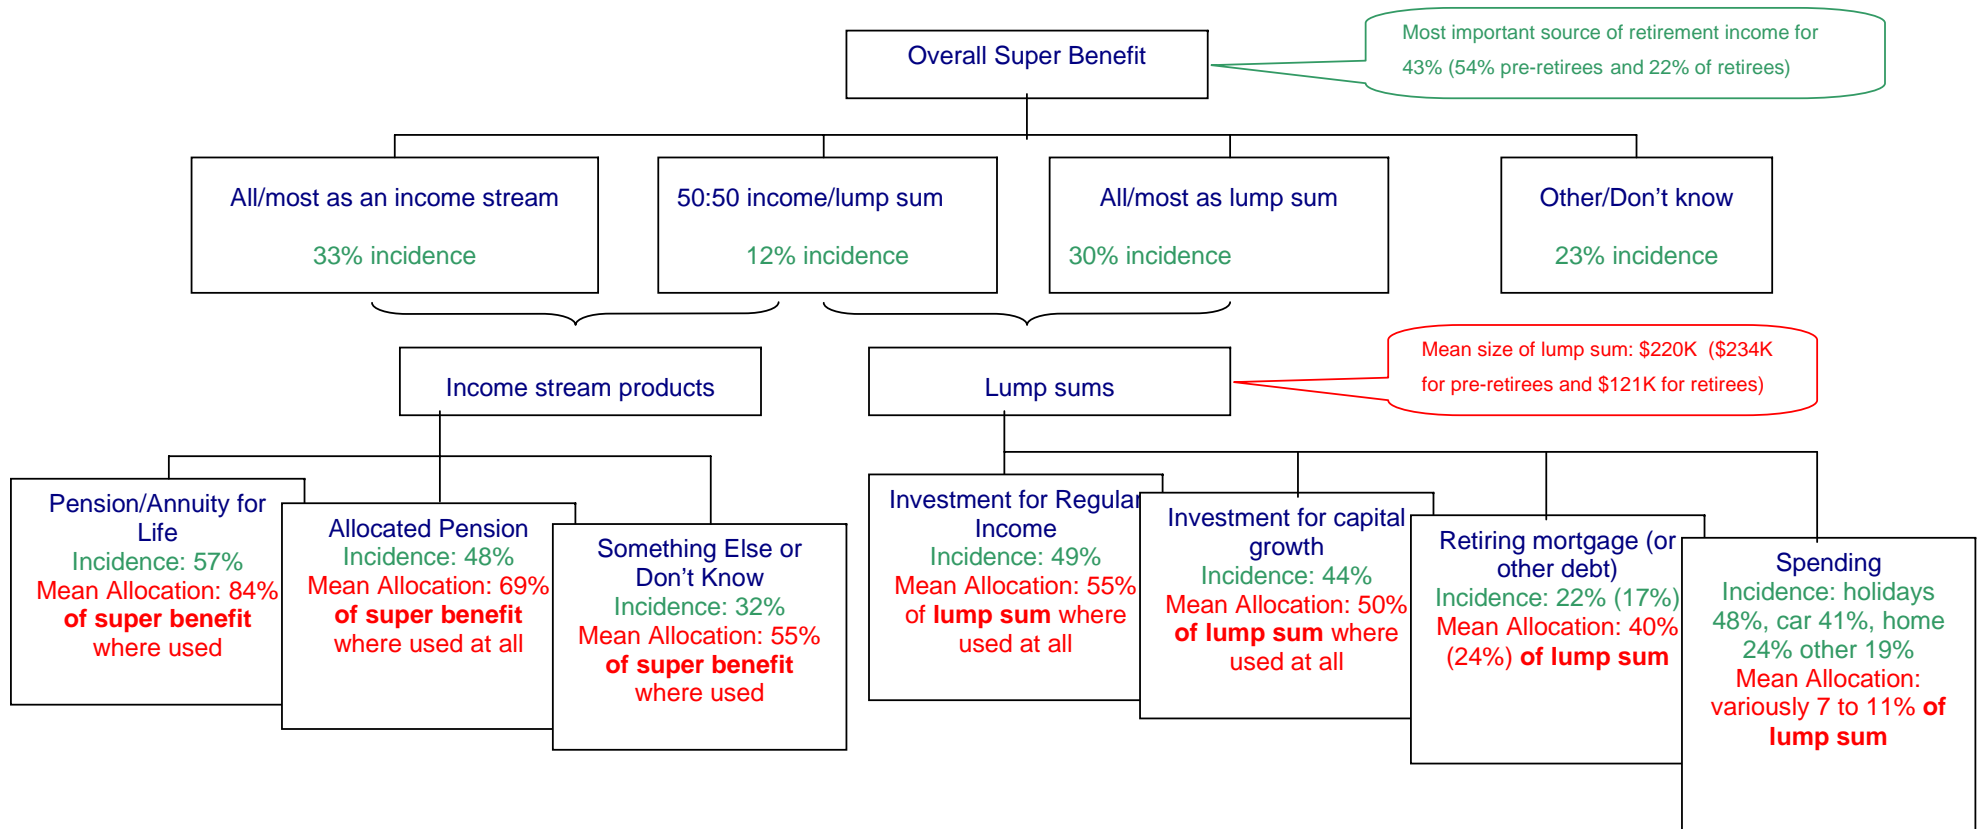 Most important source of retirement income for
43% (54% pre-retirees and 22% of retirees)
Overall Super Benefit
All/most as an income stream
33% incidence
50:50 income/lump sum
12% incidence
All/most as lump sum
30% incidence
Other/Don't know
23% incidence
Mean size of lump sum: $220K  ($234K
for pre-retirees and $121K for retirees)
Income stream products
Lump sums
Pension/Annuity for
Life
Incidence: 57%
Mean Allocation: 84%
of super benefit
where used
Allocated Pension
Incidence: 48%
Mean Allocation: 69%
of super benefit
where used at all
Something Else or
Don't Know
Incidence: 32%
Mean Allocation: 55%
of super benefit
where used
Investment for Regular
Income
Incidence: 49%
Mean Allocation: 55%
of lump sum where
used at all
Investment for capital
growth
Incidence: 44%
Mean Allocation: 50%
of lump sum where
used at all
Retiring mortgage (or
other debt)
Incidence: 22% (17%)
Mean Allocation: 40%
(24%) of lump sum
Spending
Incidence: holidays
48%, car 41%, home
24% other 19%
Mean Allocation:
variously 7 to 11% of
lump sum